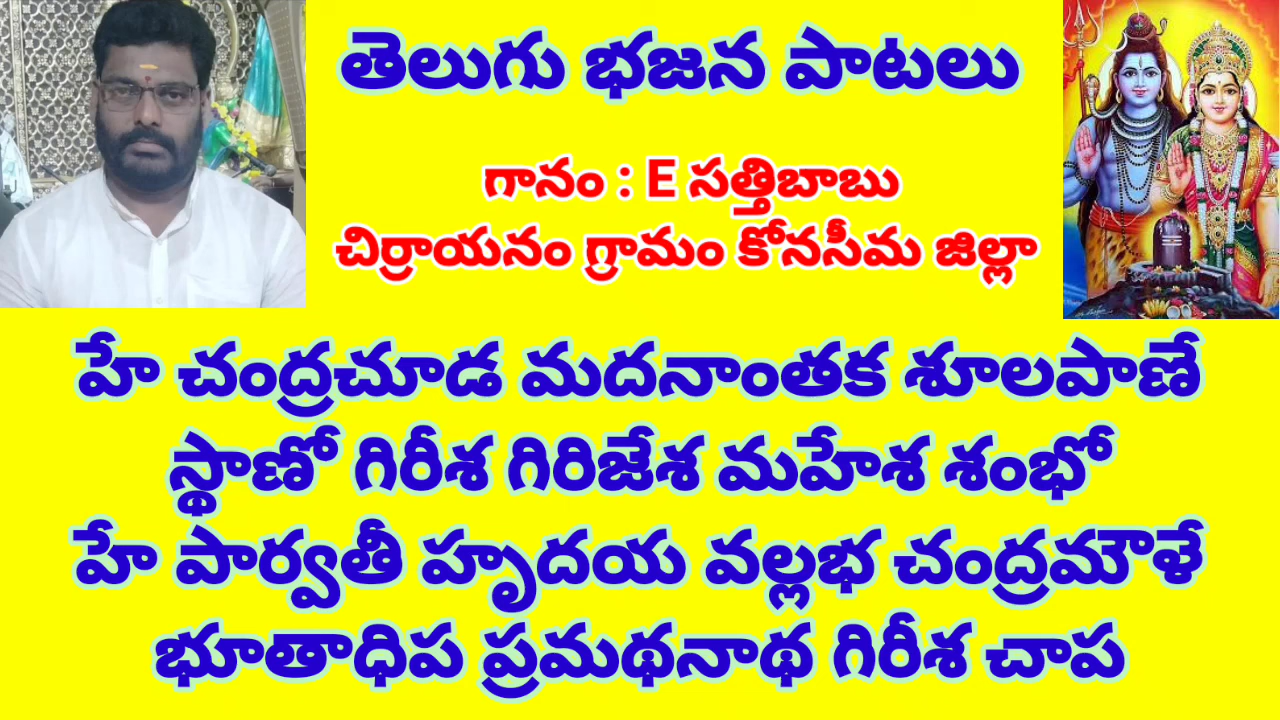 తెలుగు భజన పాటలు
గానం : E సత్తిబాబు
చిర్రాయనం గ్రామం కోనసీమ జిల్లా
హే చంద్రచూడ మదనాంతక శూలపాణే
స్థాణో గిరీశ గిరిజేశ మహేశ శంభో
హే పార్వతీ హృదయ వల్లభ చంద్రమౌళే
భూతాధిప ప్రమథనాథ గిరీశ చాప